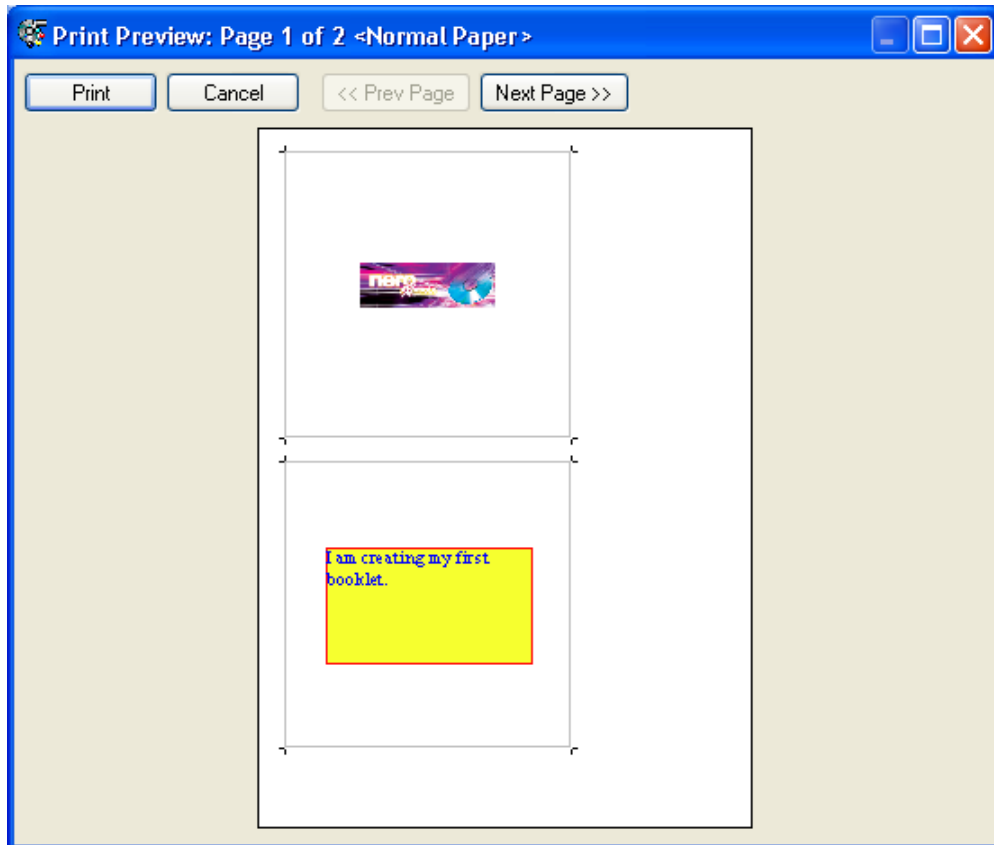 Print Preview: Page 1 of 2 <Normal Paper>
Print
Cancel
<< Prev Page
Next Page >>
nero
I am creating my first
booklet.